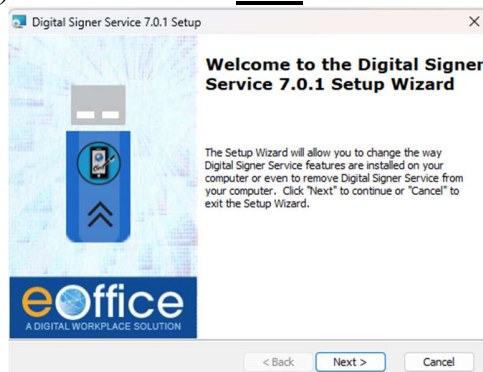 Digital Signer Service 7.0.1 Setup
Welcome to the Digital Signer
Service 7.0.1 Setup Wizard
The Setup Wizard will allow you to change the way
Digital Signer Service features are installed on your
computer or even to remove Digital Signer Service from
your computer. Click "Next" to continue or "Cancel" to
exit the Setup Wizard.
eOffice
A DIGITAL WORKPLACE SOLUTION
< Back Next > Cancel